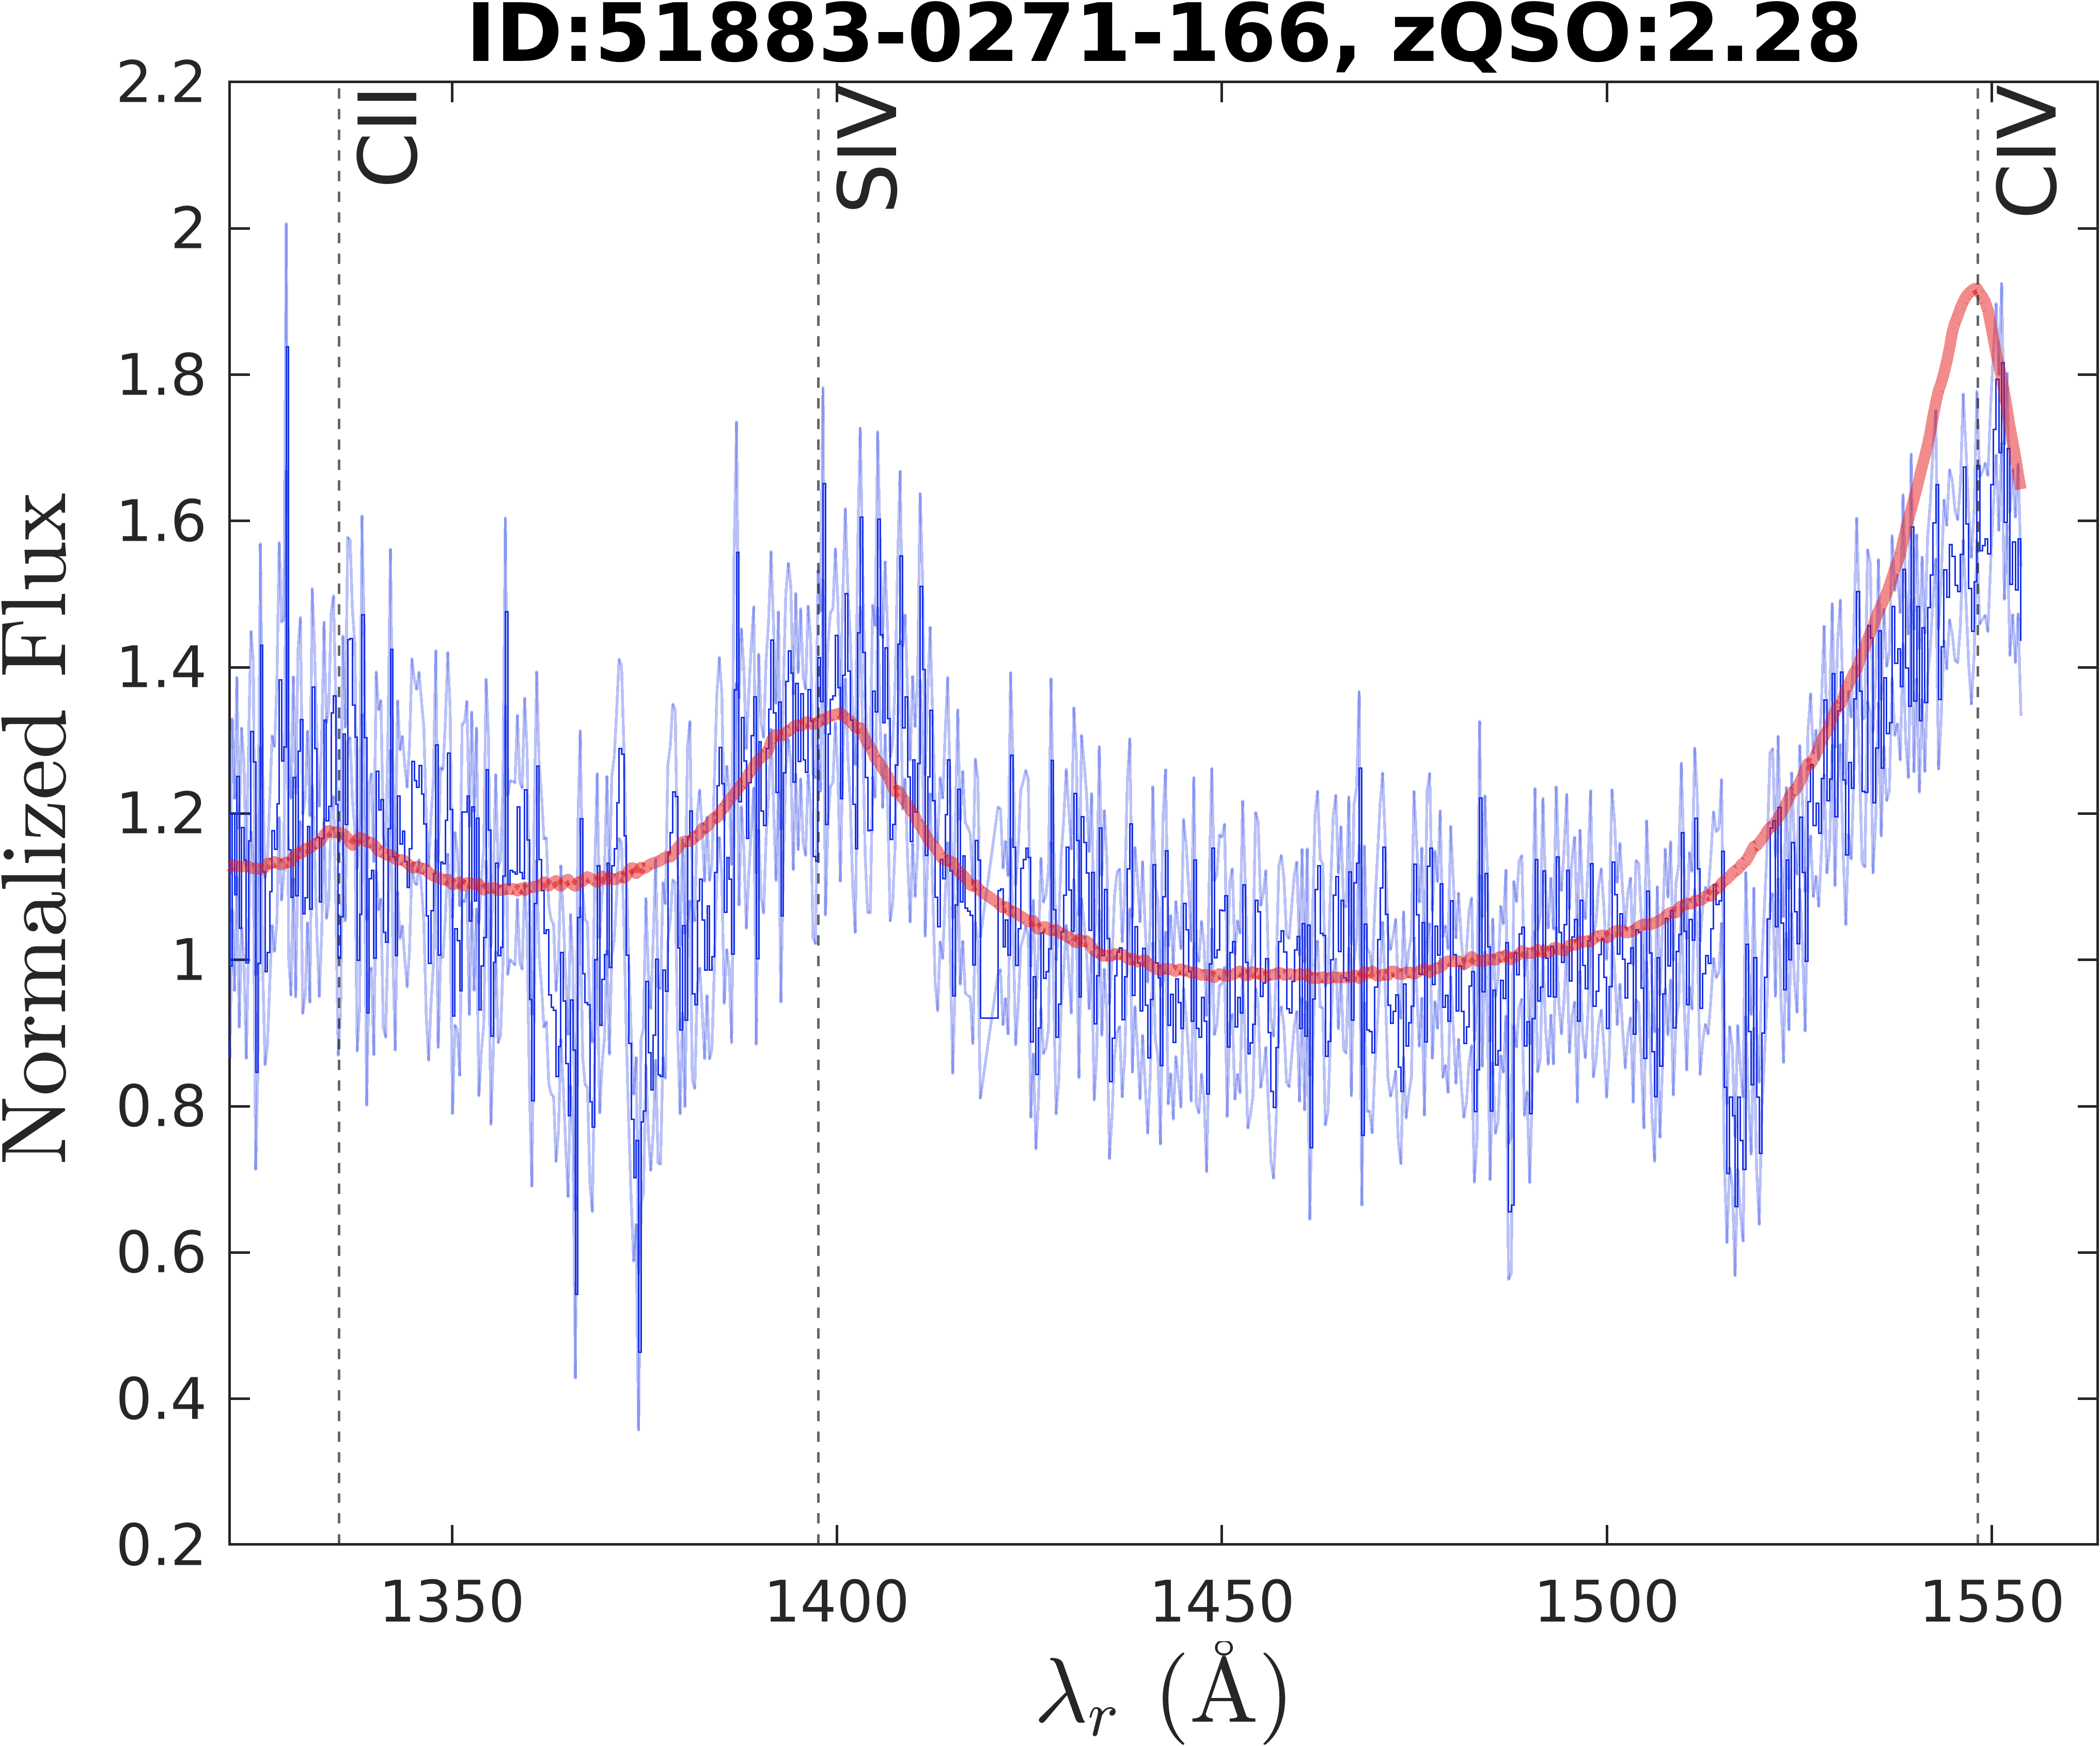 ID:51883-0271-166, zQSO:2.28
2.2
2
1.8
1.6
1.4
1.2
1
0.8
0.6
0.4
0.2
Normalized Flux
CII
SIV
CIV
1350
1400
1450
1500
1550
λr (Å)